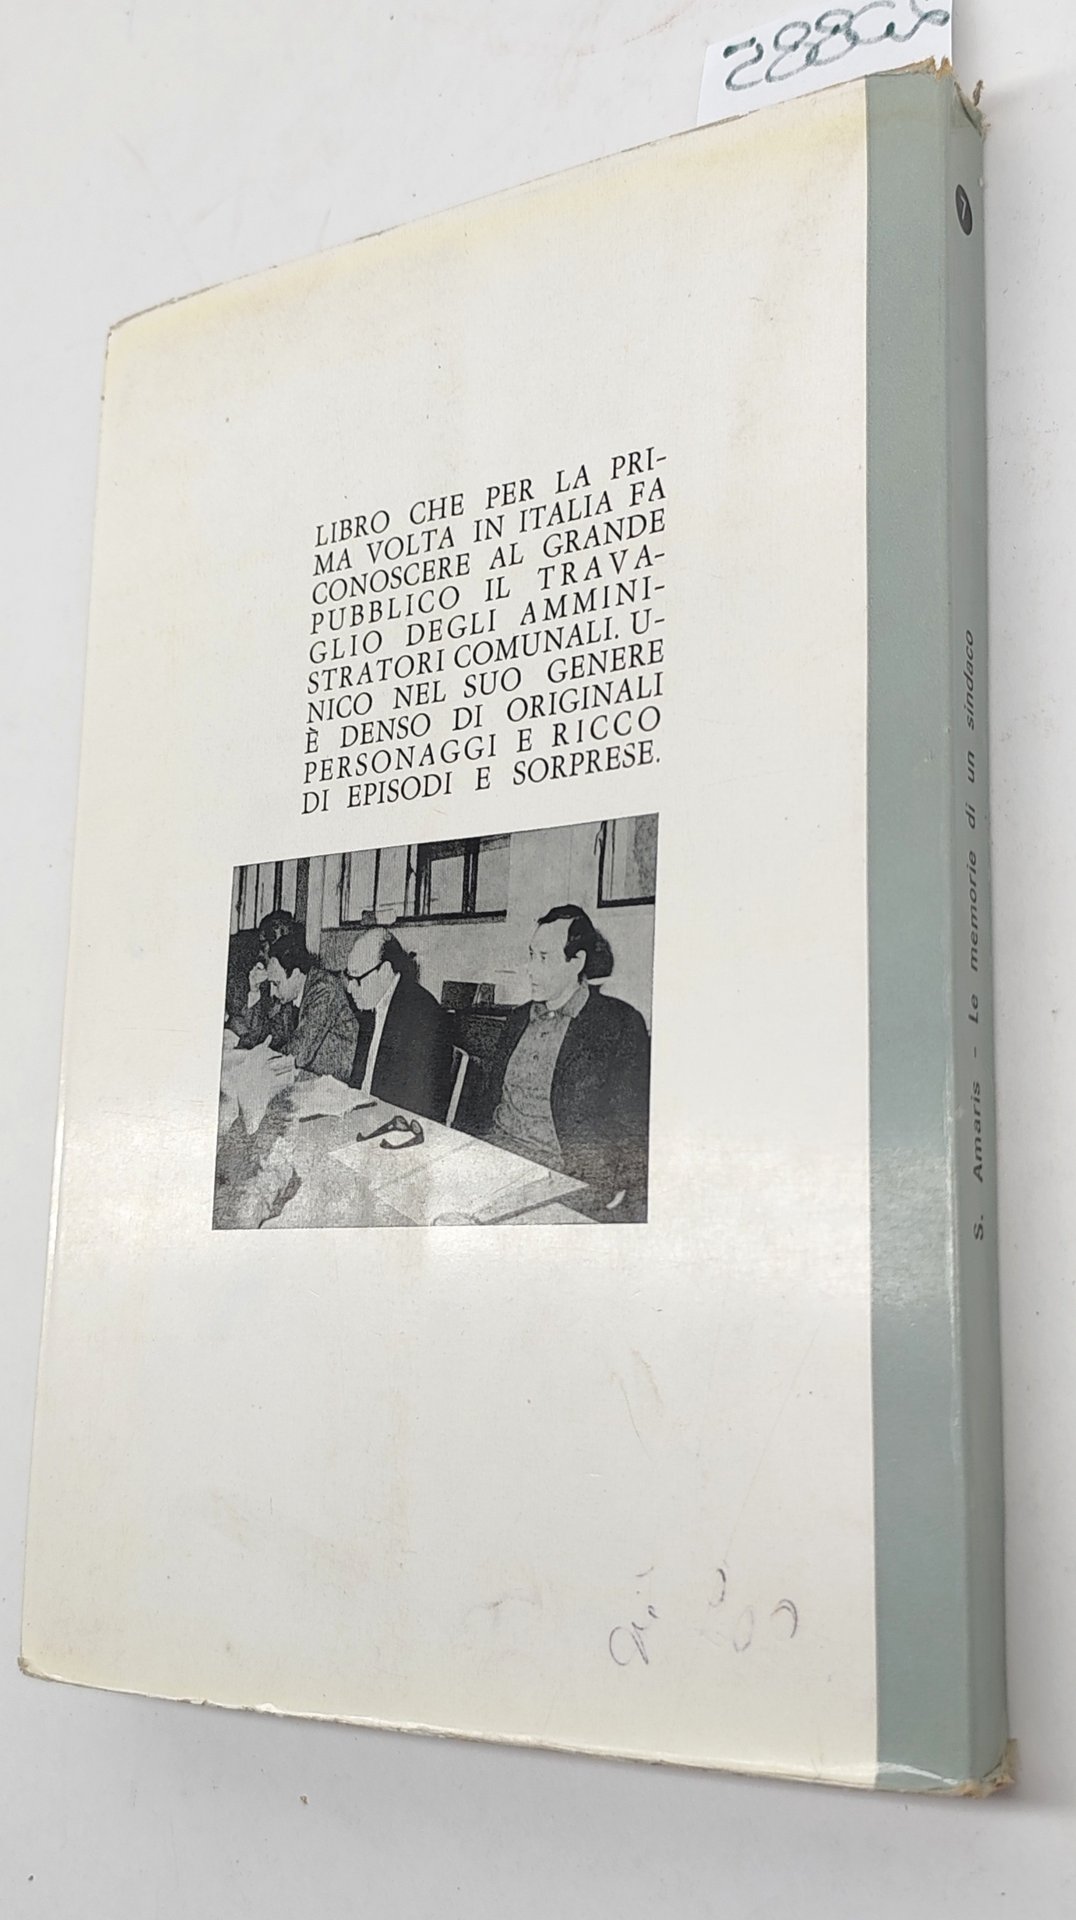 LIBRO CHE PER LA PRI-
MA VOLTA IN ITALIA FA
CONOSCERE AL GRANDE
PUBBLICO IL TRAVA-
GLIO DEGLI AMMINI-
STRATORI COMUNALI. U-
NICO NEL SUO GENERE
È DENSO DI ORIGINALI
PERSONAGGI E RICCO
DI EPISODI E SORPRESE.
S. Amaris - Le memorie di un sindaco